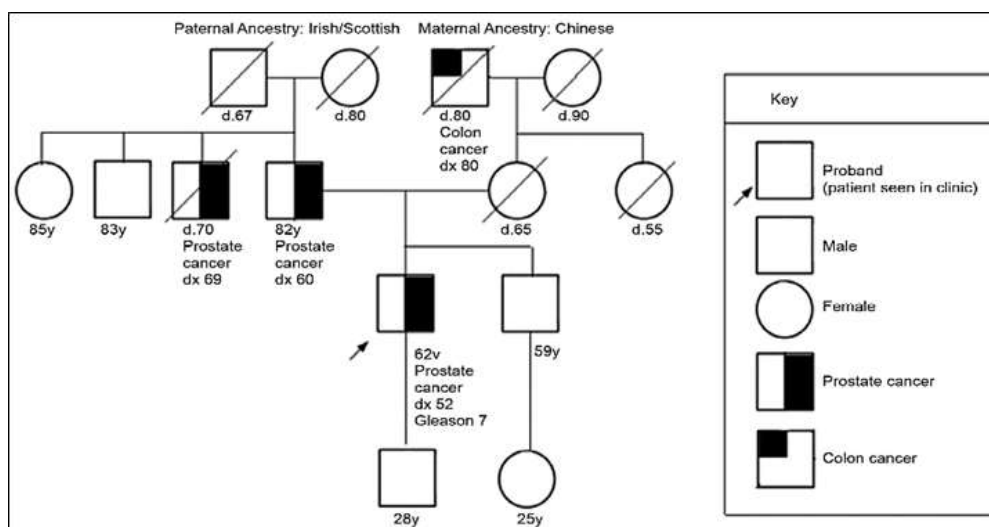 Paternal Ancestry: Irish/Scottish
Maternal Ancestry: Chinese
d.67
d.80
d.80
Colon
cancer
dx 80
d.90
85y
83y
d.70
Prostate
cancer
dx 69
82y
Prostate
cancer
dx 60
d.65
d.55
62y
Prostate
cancer
dx 52
Gleason 7
59y
28y
25y
Key
Proband
(patient seen in clinic)
Male
Female
Prostate cancer
Colon cancer